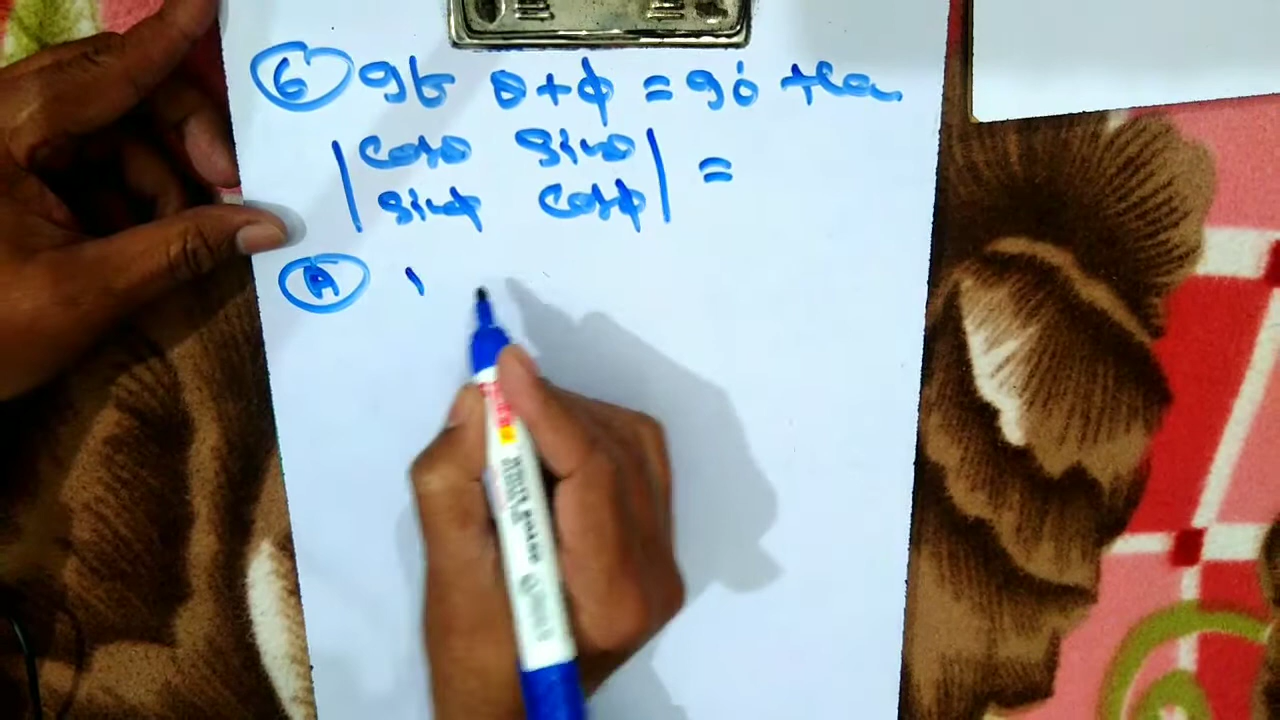 6 If θ+ϕ = 90° then
| cosθ sinθ |
| sinϕ cosϕ | =
A 1